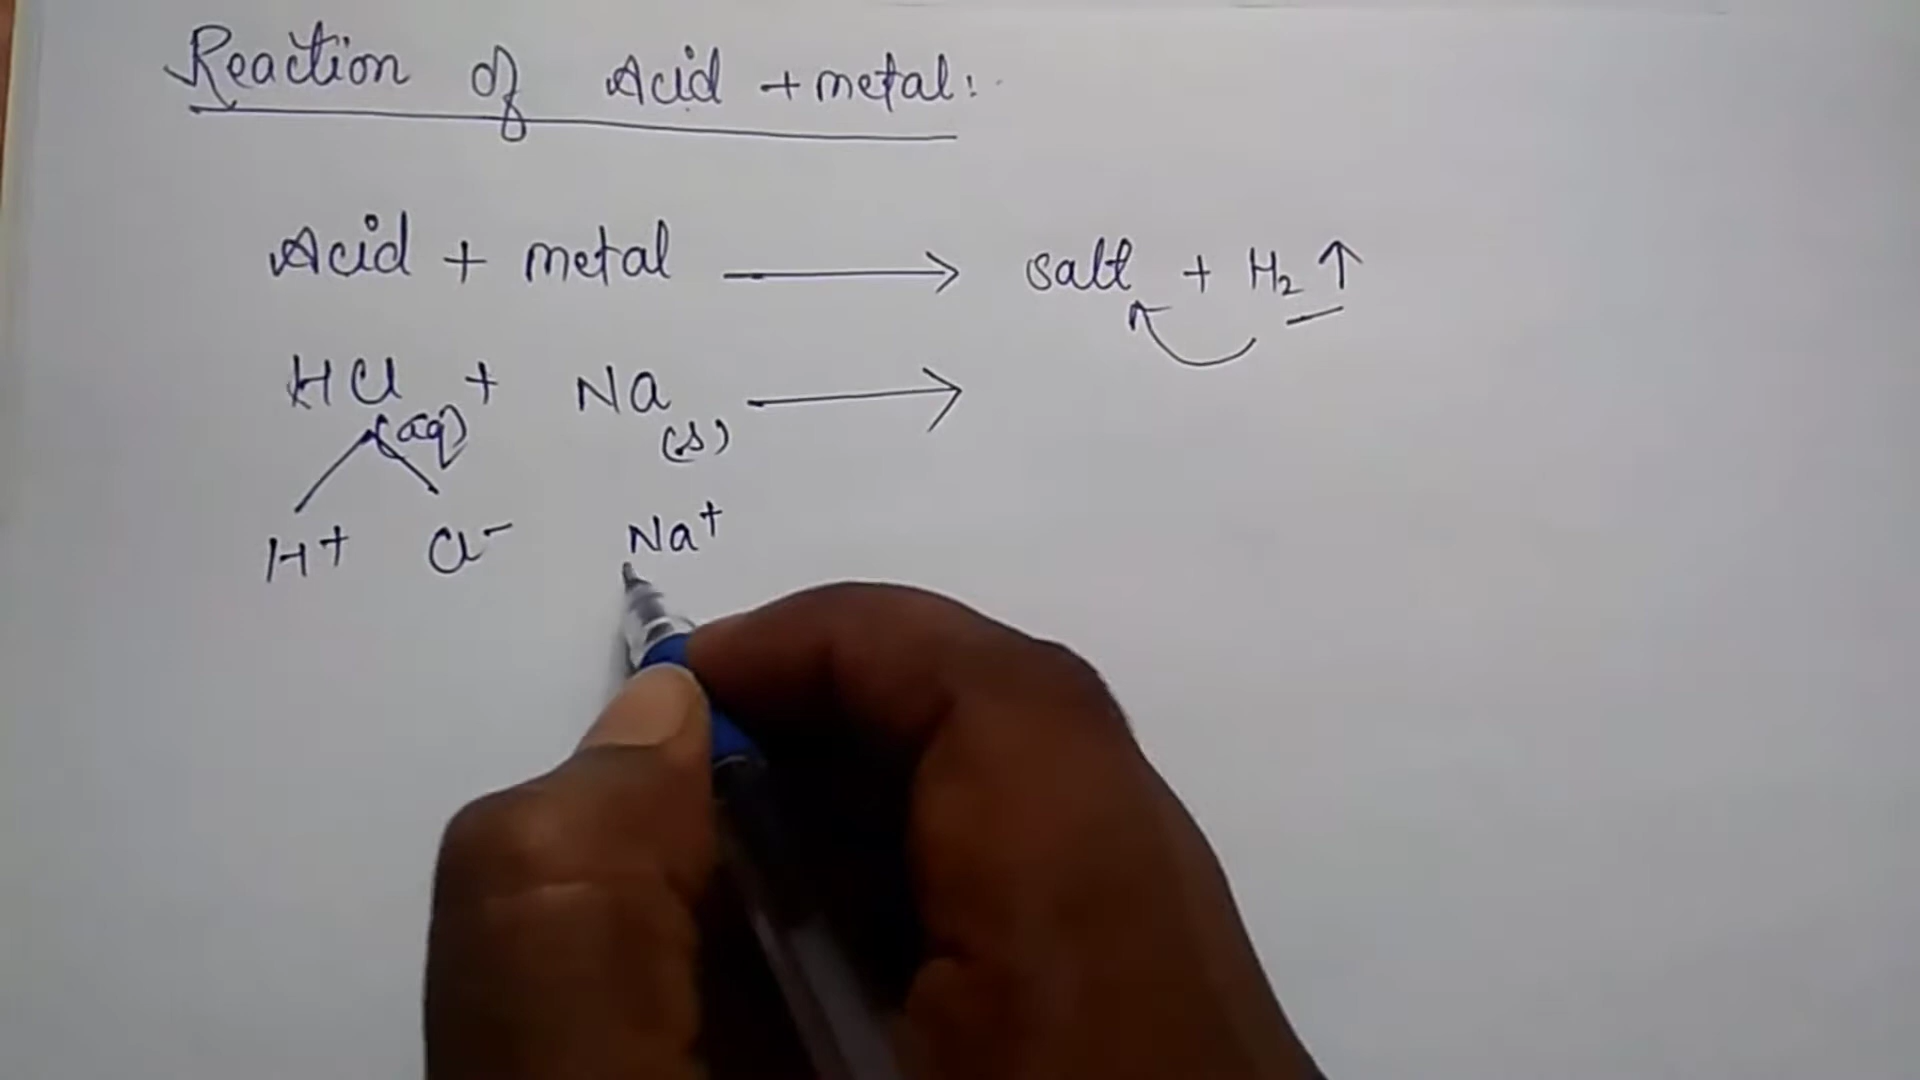 Reaction of Acid + metal:
Acid + metal → salt + H₂↑
HCl(aq) + Na(s) →
H+ Cl− Na+